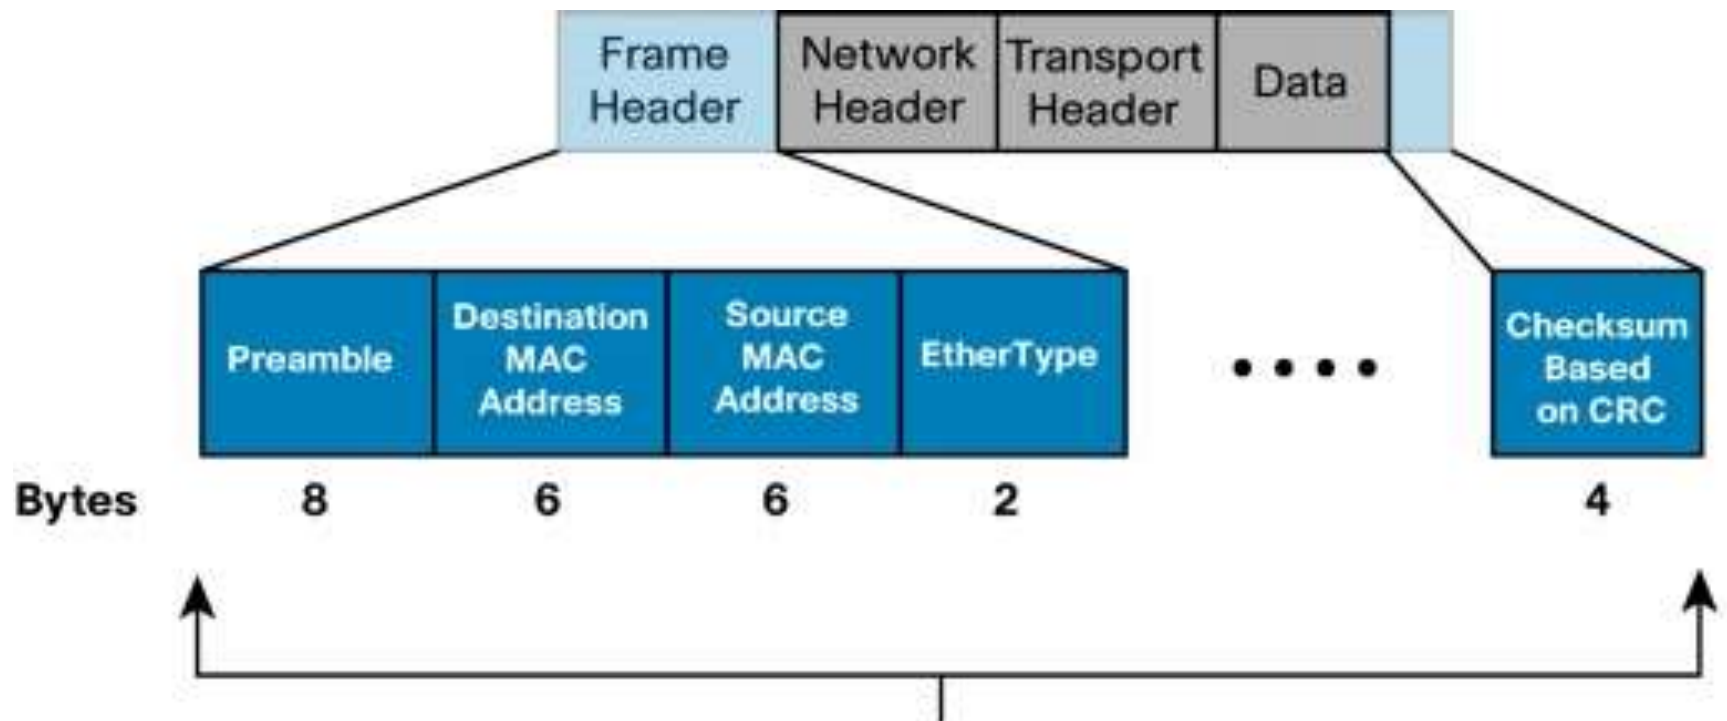 Frame
Header
Network
Header
Transport
Header
Data
Preamble
Destination
MAC
Address
Source
MAC
Address
EtherType
Checksum
Based
on CRC
Bytes 8 6 6 2 4